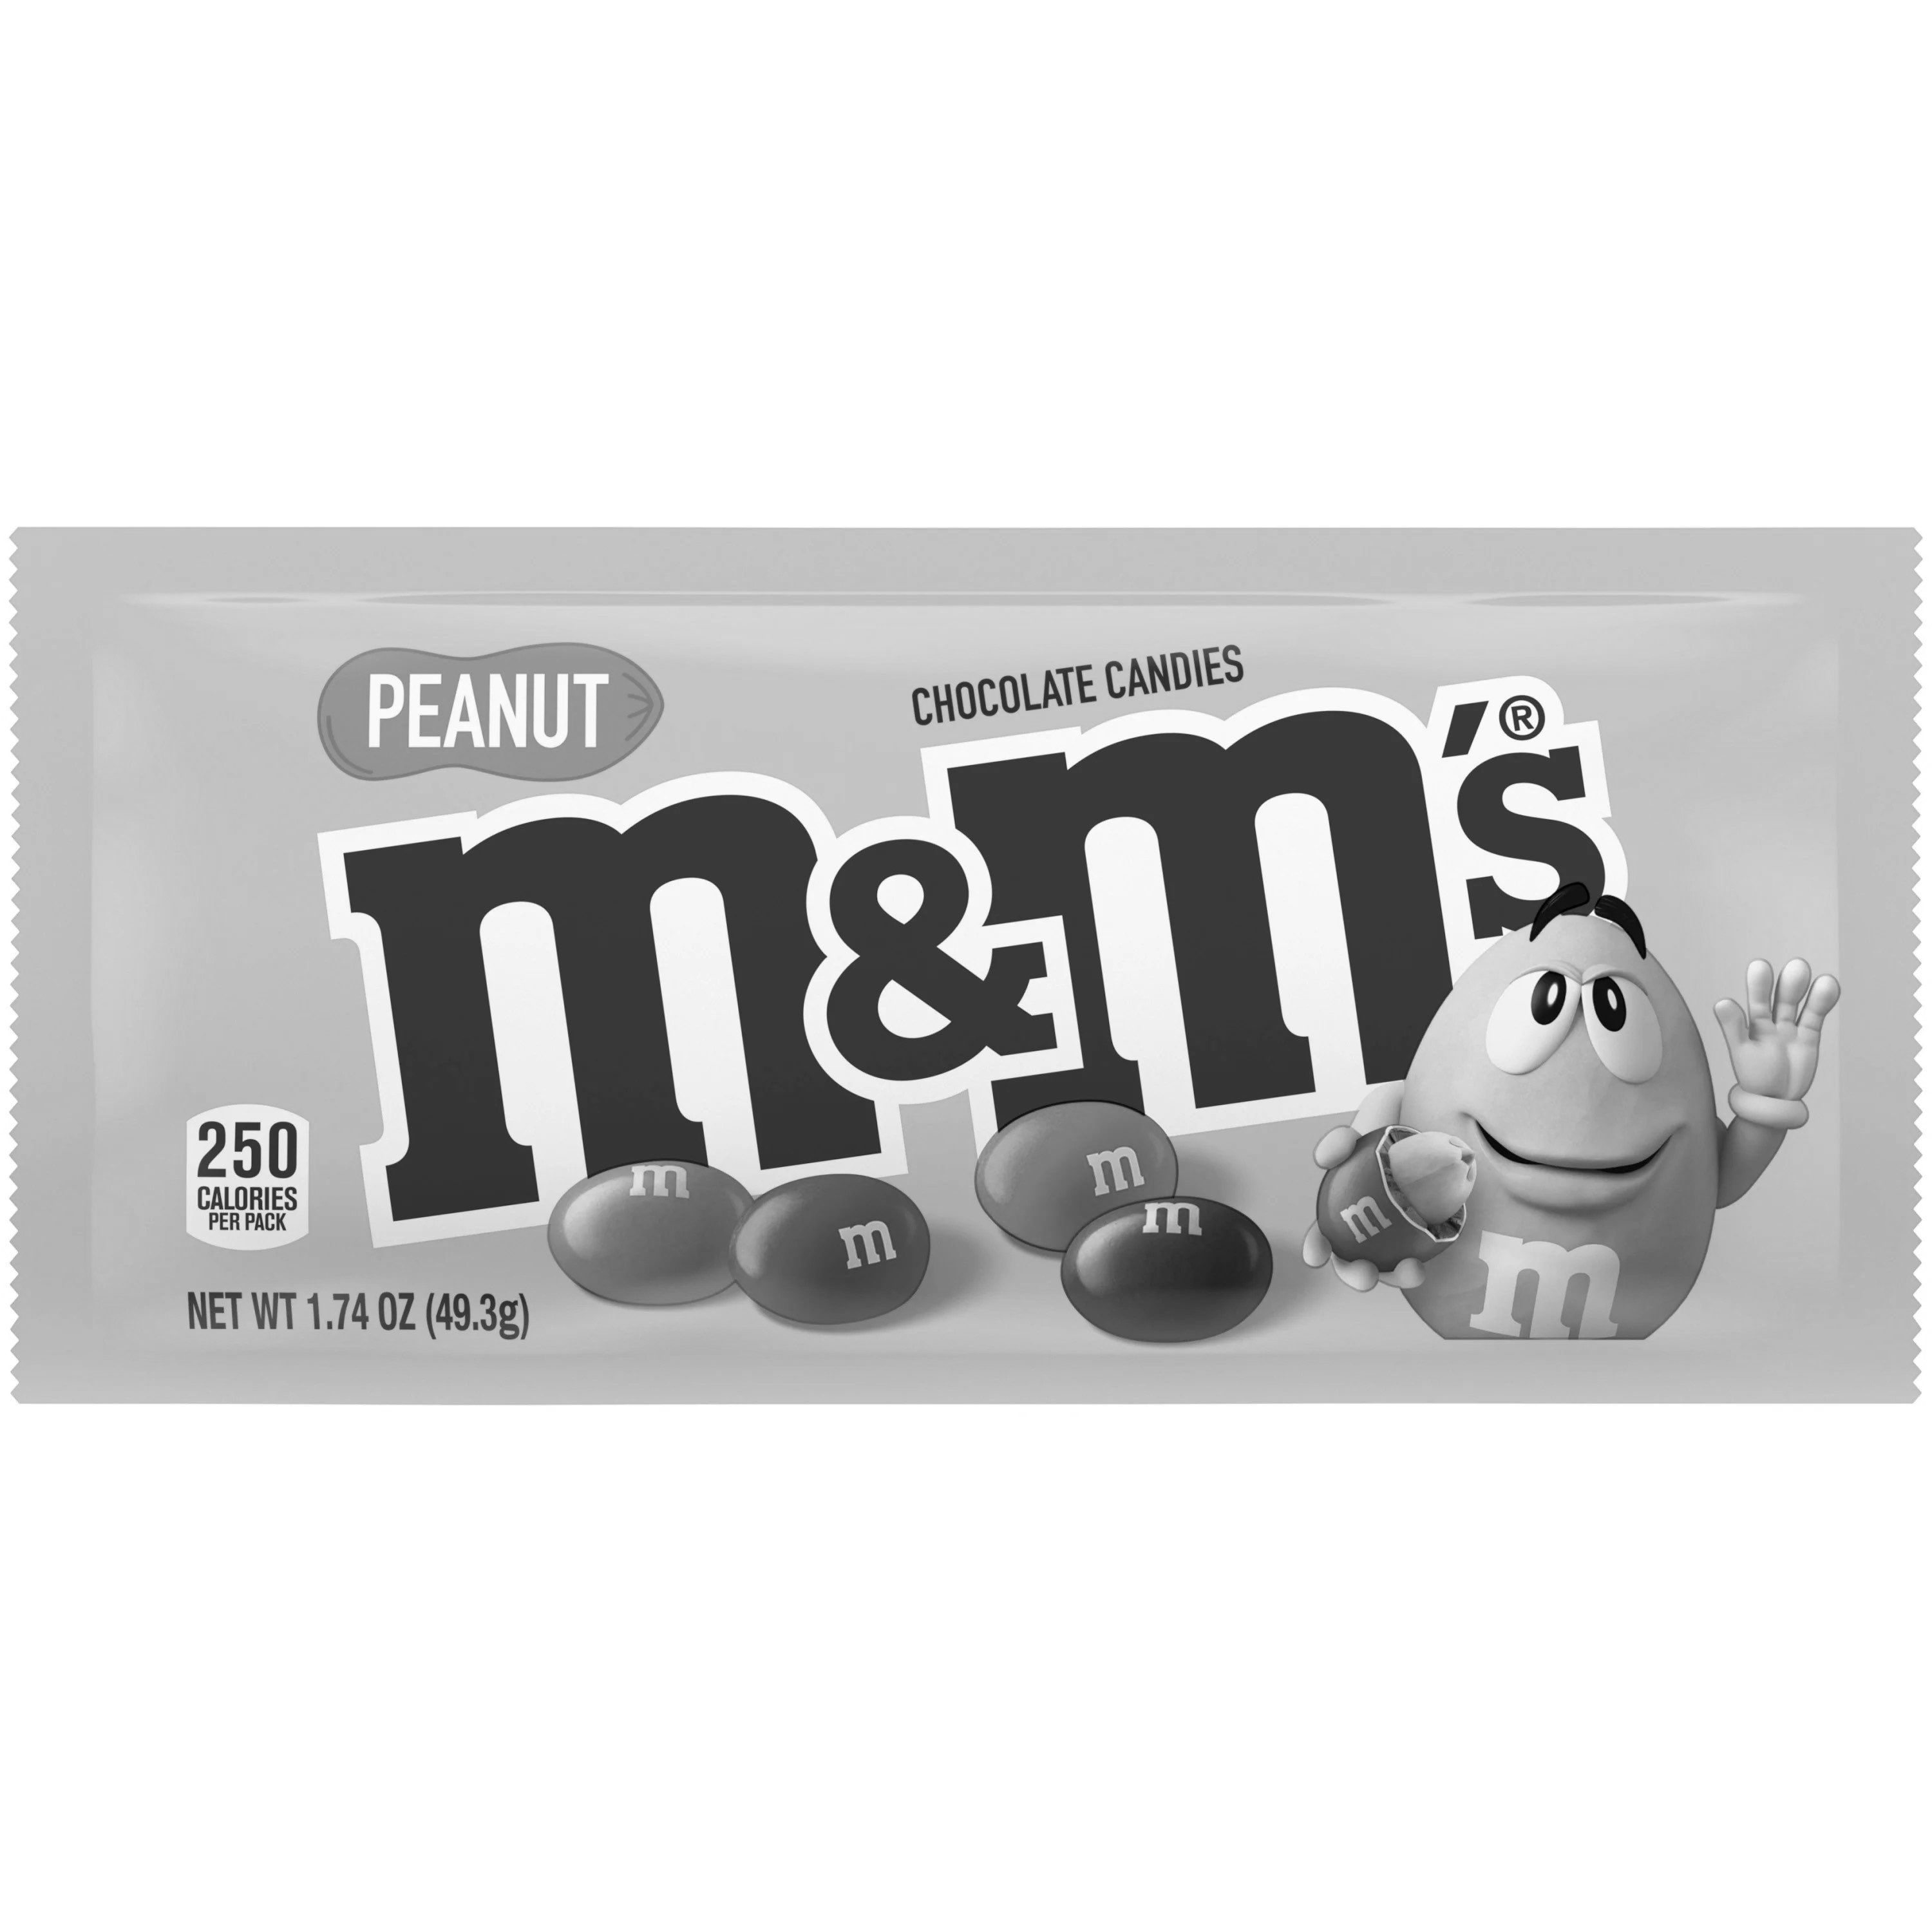 PEANUT
CHOCOLATE CANDIES
m&m's®
250
CALORIES
PER PACK
NET WT 1.74 OZ (49.3g)
m
m
m
m
m
m